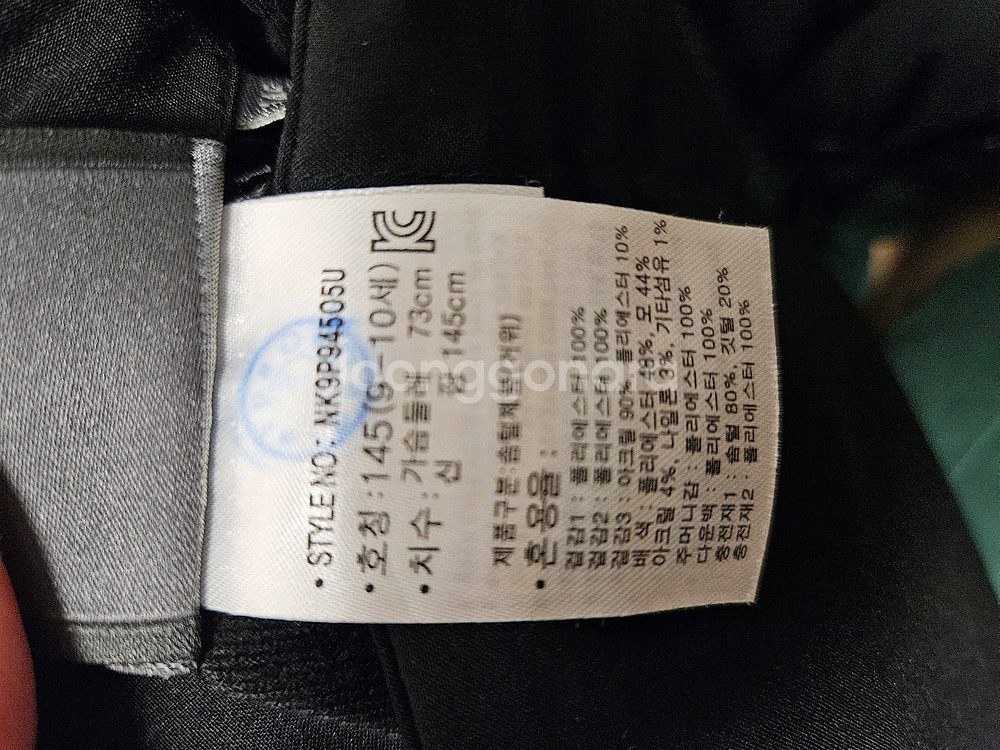 • STYLE NO : NK9P94505U
• 호칭 : 145(9-10세)
• 치수 : 가슴둘레 73cm
신 장 145cm
제품구분 : 솜털제품(거위)
• 혼용율 :
겉감1 : 폴리에스터 100%
겉감2 : 폴리에스터 100%
겉감3 : 아크릴 90%, 폴리에스터 10%
배 색 : 폴리에스터 48%, 모 44%
아크릴 4%, 나일론 3%, 기타섬유 1%
주머니감 : 폴리에스터 100%
다운백 : 폴리에스터 100%
충전재1 : 솜털 80%, 깃털 20%
충전재2 : 폴리에스터 100%